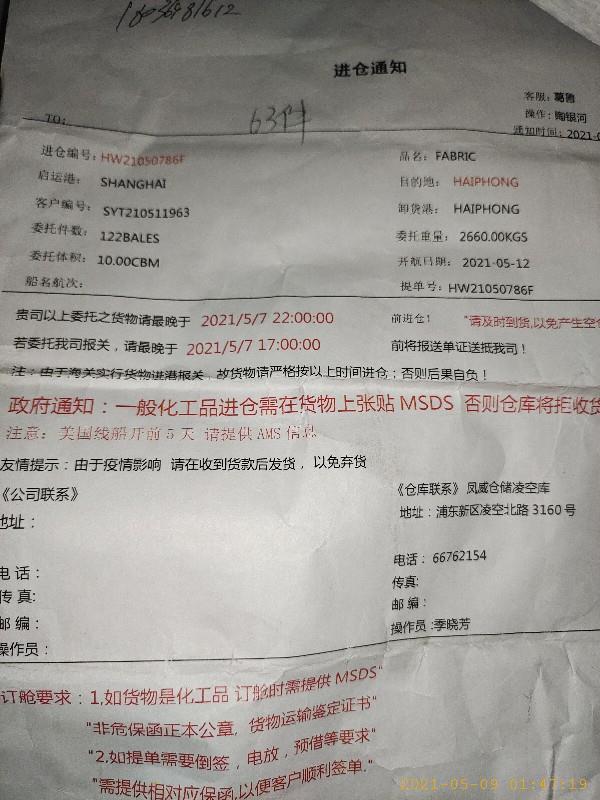 进仓通知
客服：葛雅
操作：陶银河
TO:
63件
通知时间：2021-0
进仓编号：HW21050786F 品名：FABRIC
启运港： SHANGHAI 目的地： HAIPHONG
客户编号： SYT210511963 卸货港： HAIPHONG
委托件数： 122BALES 委托重量： 2660.00KGS
委托体积： 10.00CBM 开航日期： 2021-05-12
船名航次： 提单号：HW21050786F
贵司以上委托之货物请最晚于 2021/5/7 22:00:00 前进仓！ "请及时到货,以免产生空
若委托我司报关，请最晚于 2021/5/7 17:00:00 前将报送单证送抵我司！
注：由于海关实行货物进港报关，故货物请严格按以上时间进仓；否则后果自负！
政府通知：一般化工品进仓需在货物上张贴 MSDS 否则仓库将拒收货
注意：美国线船开前 5 天 请提供 AMS 信息
友情提示：由于疫情影响 请在收到货款后发货，以免弃货
《公司联系》 《仓库联系》凤威仓储凌空库
地址： 地址：浦东新区凌空北路 3160 号
电话： 电话： 66762154
传真: 传真:
邮编： 邮编：
操作员： 操作员:季晓芳
订舱要求：1,如货物是化工品 订舱时需提供 MSDS"
"非危保函正本公章，货物运输鉴定证书"
"2,如提单需要倒签，电放，预借等要求"
"需提供相对应保函,以便客户顺利签单."
2021-05-09 01:47:19